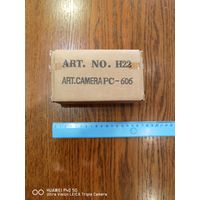 ART. NO. H22
ART.CAMERA PC-606
HUAWEI P40 5G
Ultra Vision LEICA Triple Camera